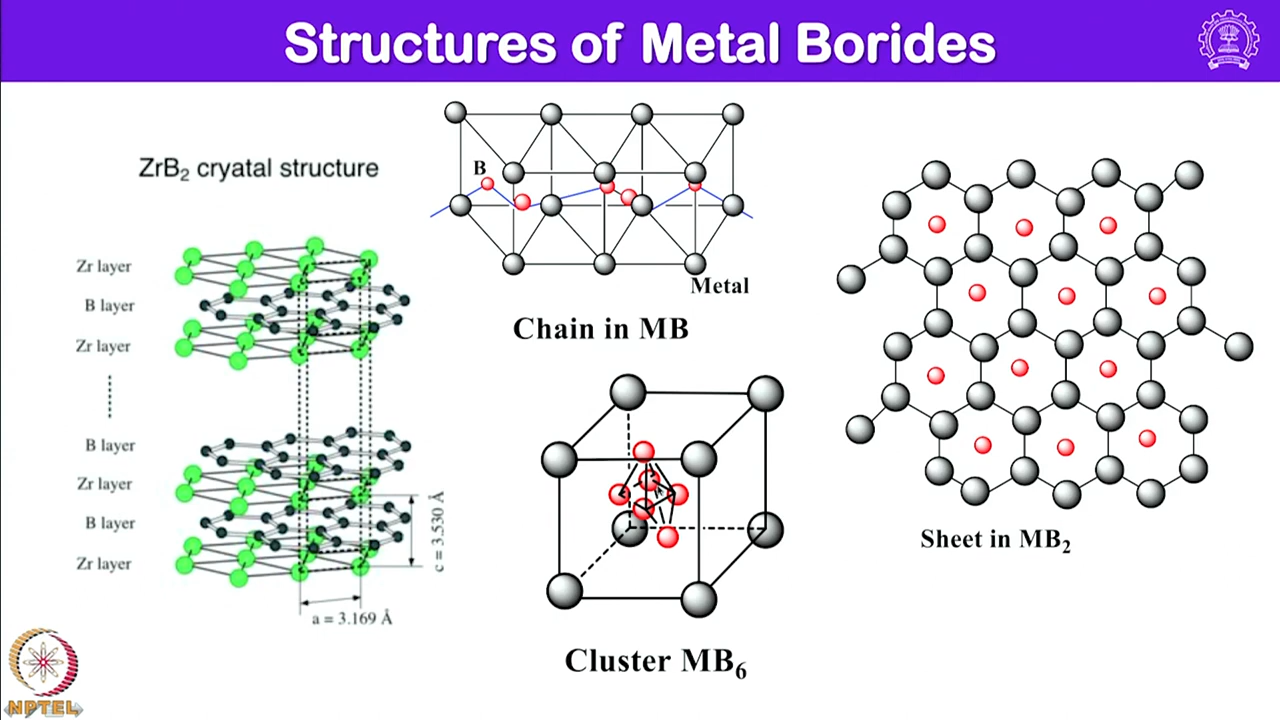 Structures of Metal Borides
ZrB₂ cryatal structure
Zr layer
B layer
Zr layer
B layer
Zr layer
B layer
Zr layer
c = 3.530 Å
a = 3.169 Å
B
Metal
Chain in MB
Cluster MB₆
Sheet in MB₂
NPTEL